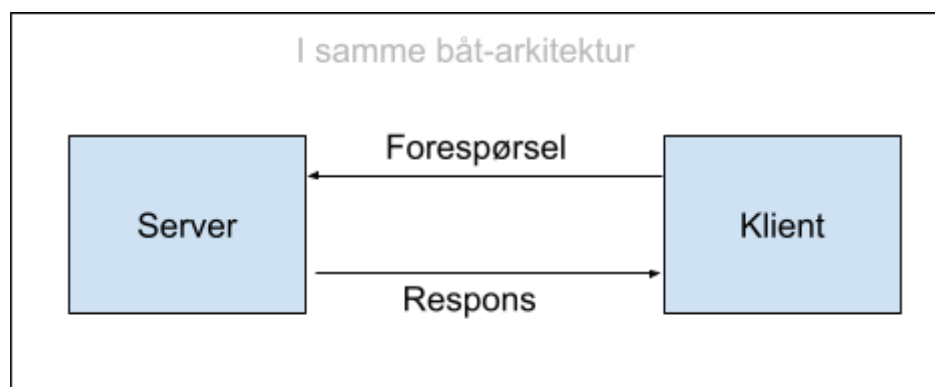 I samme båt-arkitektur
Forespørsel
Server
Klient
Respons